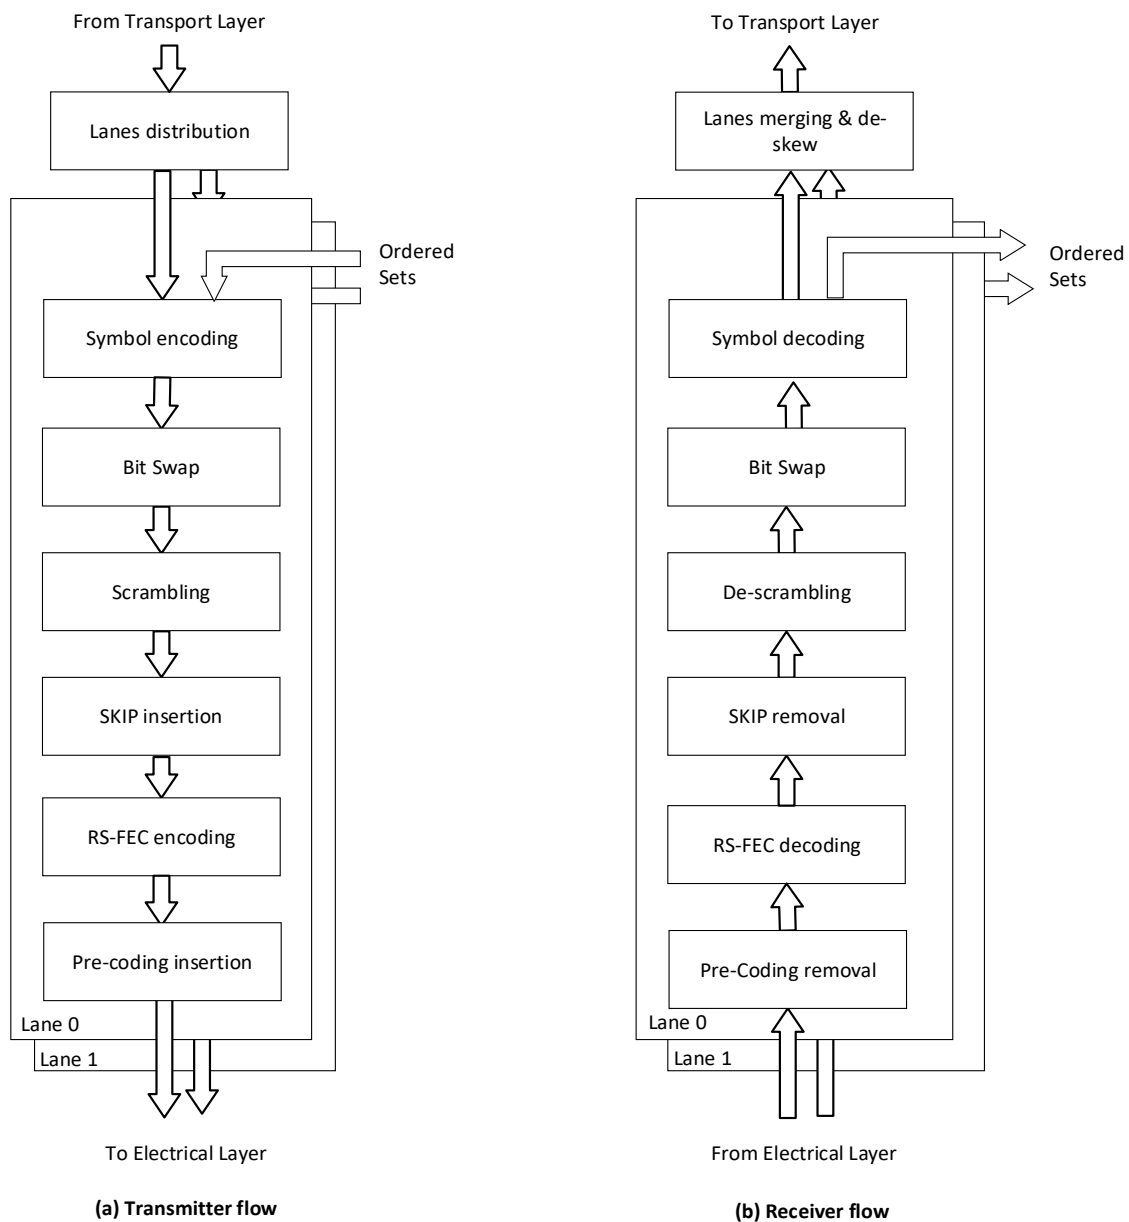 From Transport Layer
Lanes distribution
Ordered
Sets
Symbol encoding
Bit Swap
Scrambling
SKIP insertion
RS-FEC encoding
Pre-coding insertion
Lane 0
Lane 1
To Electrical Layer
(a) Transmitter flow
To Transport Layer
Lanes merging & de-
skew
Ordered
Sets
Symbol decoding
Bit Swap
De-scrambling
SKIP removal
RS-FEC decoding
Pre-Coding removal
Lane 0
Lane 1
From Electrical Layer
(b) Receiver flow